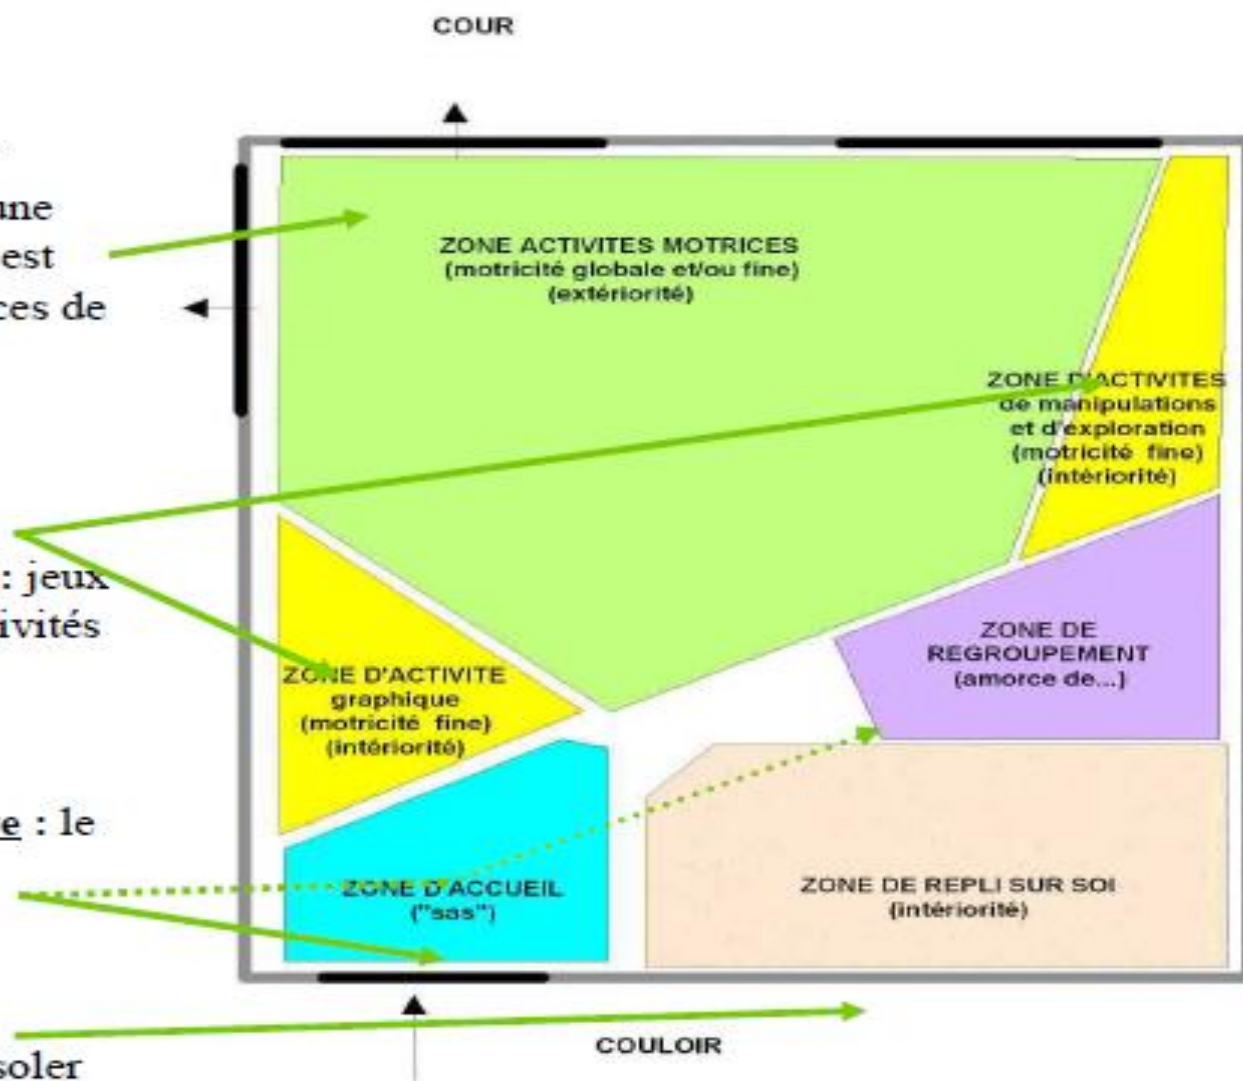 COUR
une
est
ces de
: jeux
ivités
e : le
soler
ZONE ACTIVITES MOTRICES
(motricité globale et/ou fine)
(extériorité)
ZONE D'ACTIVITES
de manipulations
et d'exploration
(motricité fine)
(intériorité)
ZONE DE
REGROUPEMENT
(amorce de...)
ZONE D'ACTIVITE
graphique
(motricité fine)
(intériorité)
ZONE D'ACCUEIL
("sas")
ZONE DE REPLI SUR SOI
(intériorité)
COULOIR